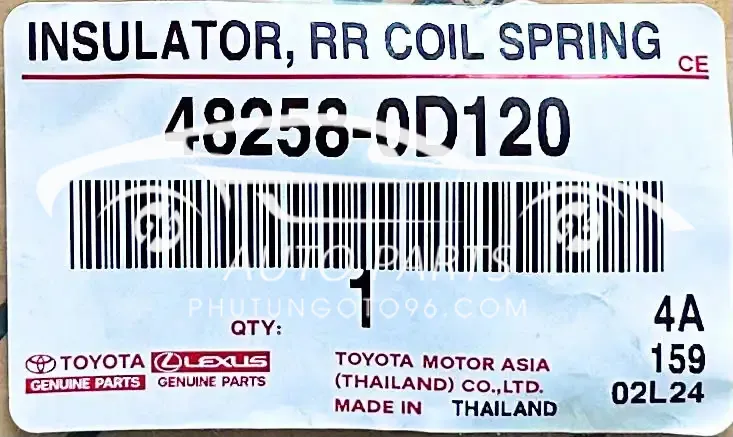 INSULATOR, RR COIL SPRING
CE
48258-0D120
AUTO PARTS
PHUTUNGOTO96.COM
QTY: 1
4A
159
02L24
TOYOTA
GENUINE PARTS
LEXUS
GENUINE PARTS
TOYOTA MOTOR ASIA
(THAILAND) CO.,LTD.
MADE IN THAILAND